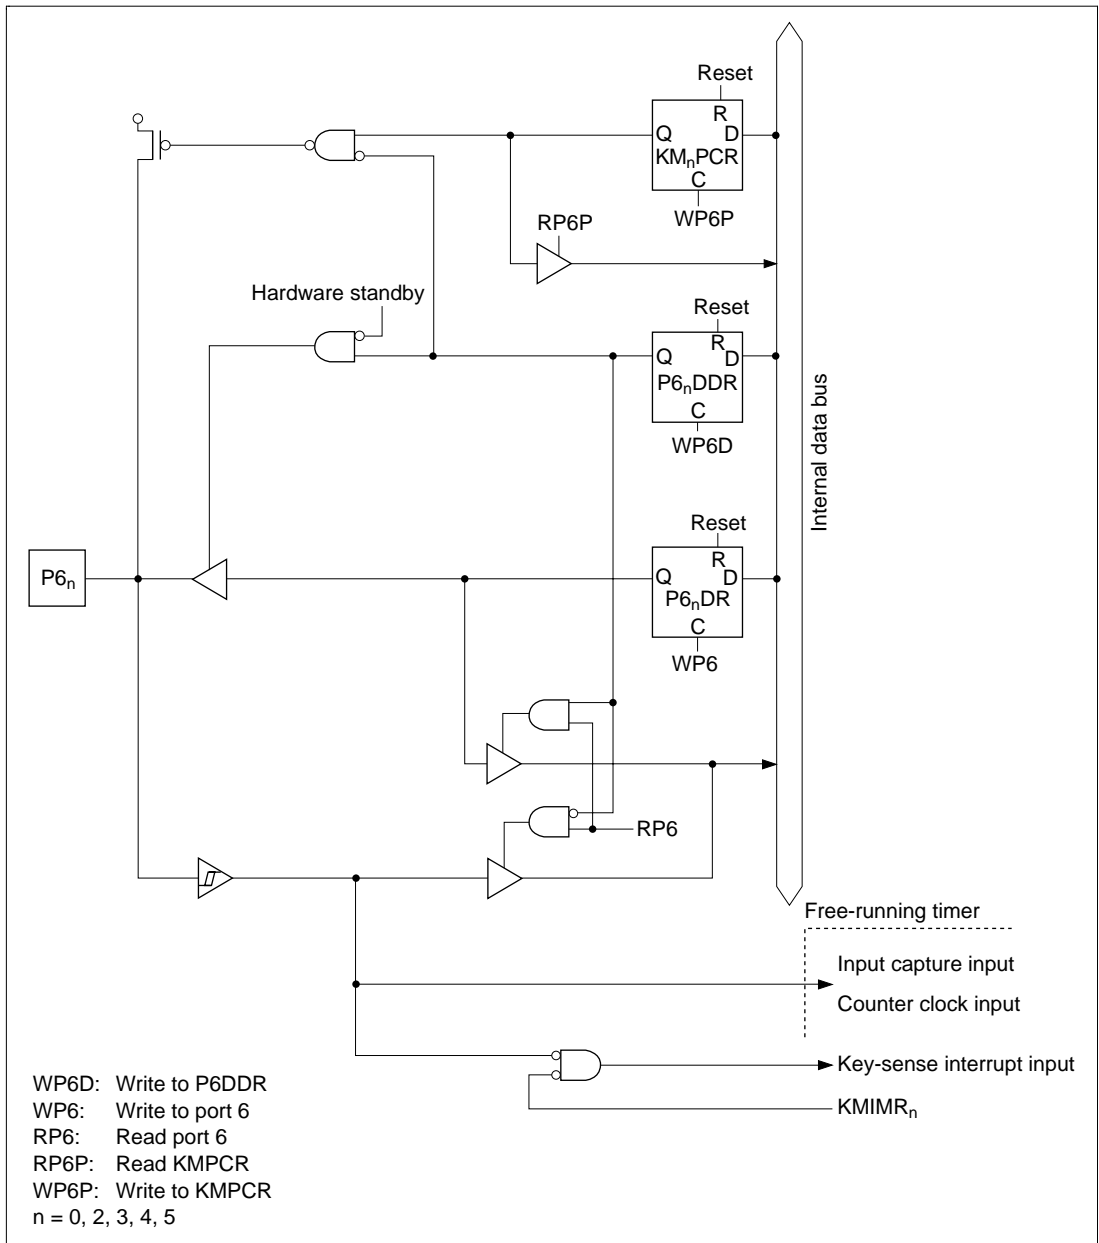 Reset
R
Q D
KMnPCR
C
WP6P
RP6P
Hardware standby
Reset
R
Q D
P6nDDR
C
WP6D
Internal data bus
Reset
R
Q D
P6nDR
C
WP6
P6n
RP6
Free-running timer
Input capture input
Counter clock input
Key-sense interrupt input
KMIMRn
WP6D: Write to P6DDR
WP6: Write to port 6
RP6: Read port 6
RP6P: Read KMPCR
WP6P: Write to KMPCR
n = 0, 2, 3, 4, 5